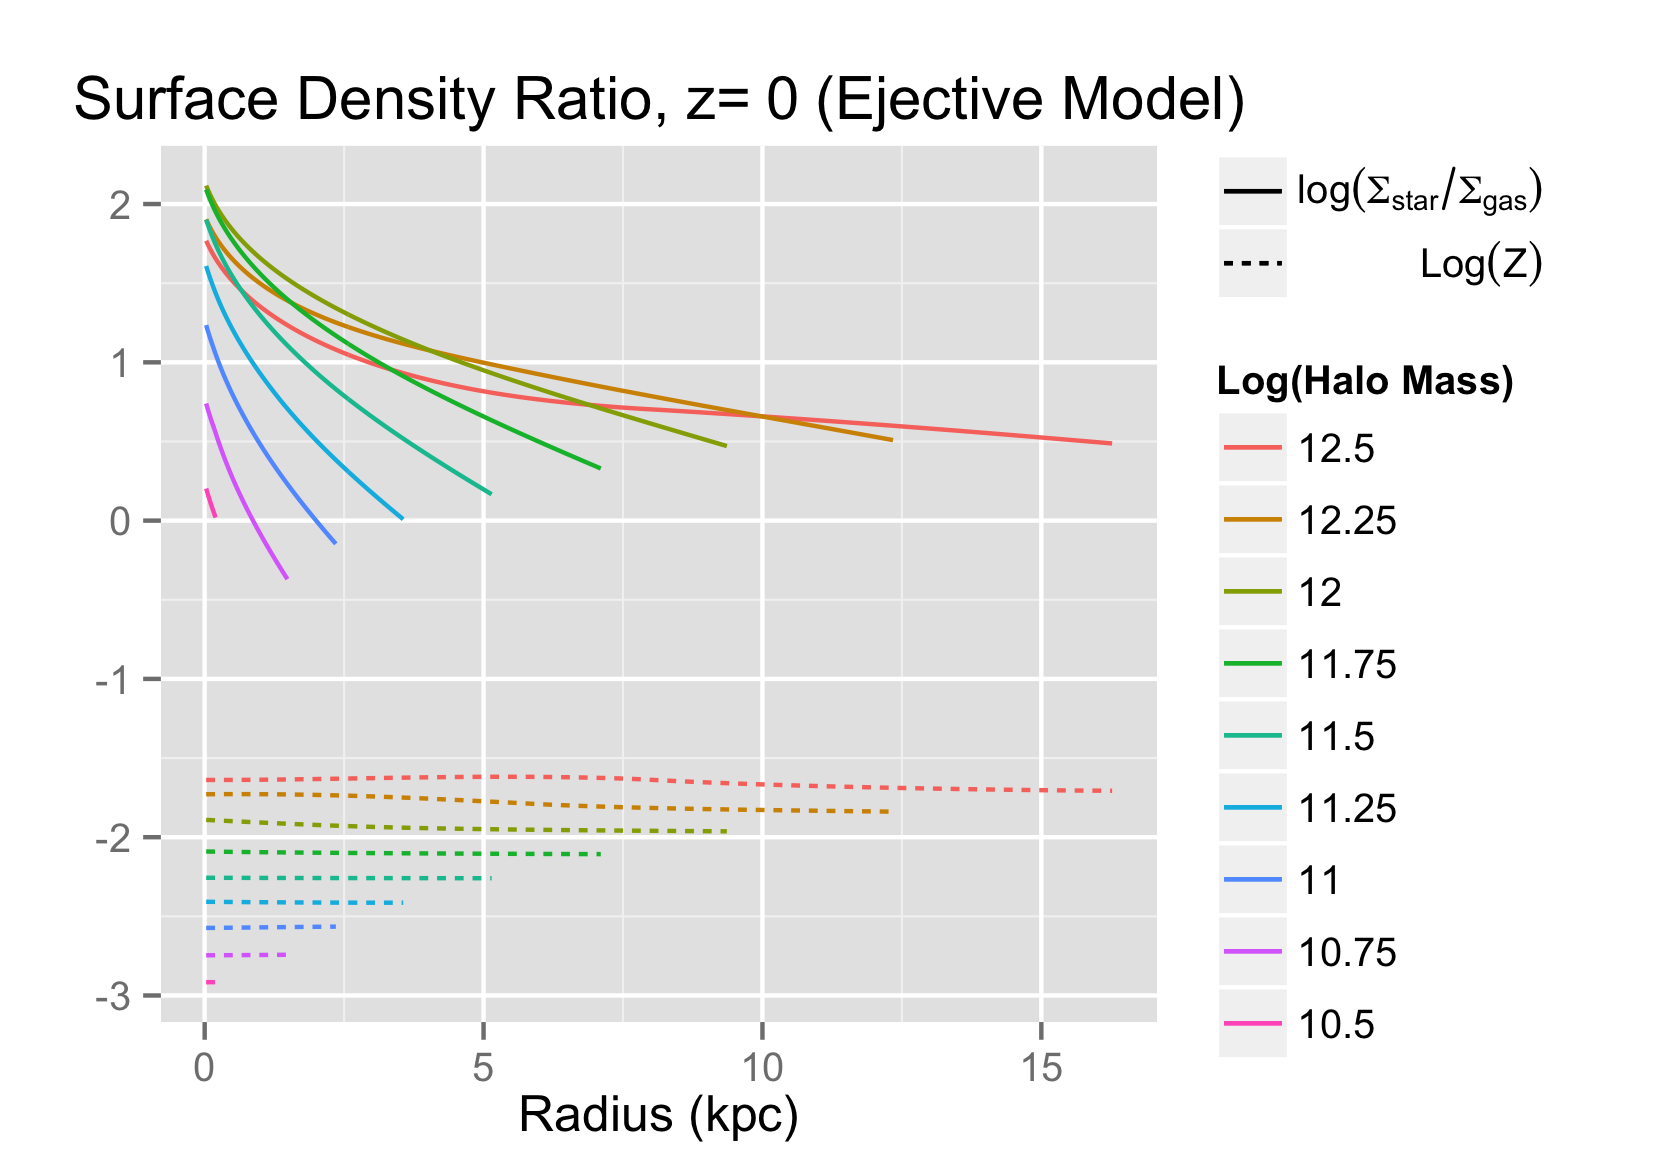 Surface Density Ratio, z= 0 (Ejective Model)
2
1
0
-1
-2
-3
0 5 10 15
Radius (kpc)
log(Σstar/Σgas)
Log(Z)
Log(Halo Mass)
12.5
12.25
12
11.75
11.5
11.25
11
10.75
10.5